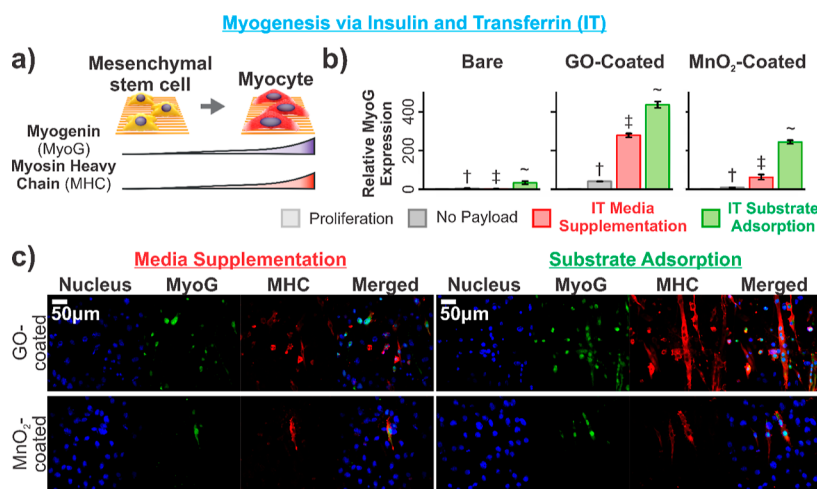 Myogenesis via Insulin and Transferrin (IT)
a)
Mesenchymal
stem cell
Myocyte
Myogenin
(MyoG)
Myosin Heavy
Chain (MHC)
b)
Bare
GO-Coated
MnO₂-Coated
Relative MyoG
Expression
400
200
0
†
‡
~
†
‡
~
†
‡
~
Proliferation
No Payload
IT Media
Supplementation
IT Substrate
Adsorption
c)
Media Supplementation
Substrate Adsorption
Nucleus MyoG MHC Merged
Nucleus MyoG MHC Merged
50µm
50µm
GO-
coated
MnO₂-
coated